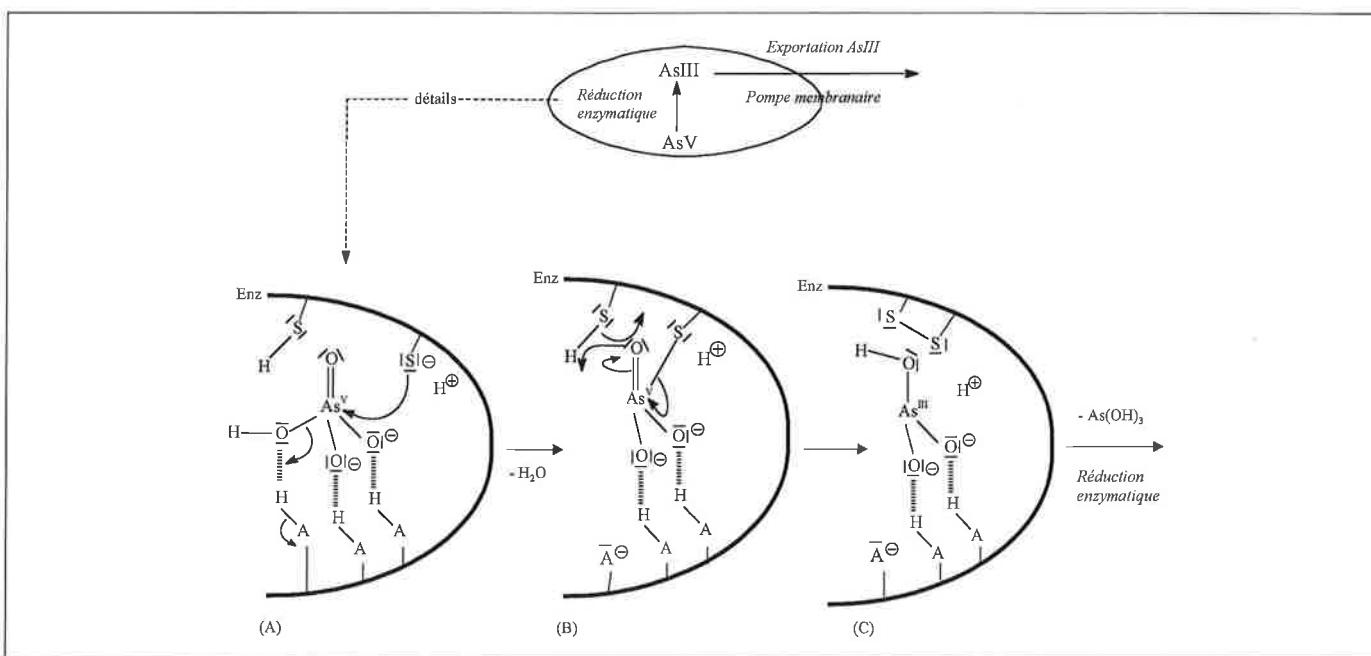 Exportation AsIII
AsIII
détails
Réduction
enzymatique
Pompe membranaire
AsV
Enz
S
H
O
S ⊖
H⊕
As^V
H
O
O ⊖
O ⊖
H
H
H
A
A
A
(A)
- H₂O
Enz
S
H
O
S
H⊕
As^V
O ⊖
O ⊖
H
H
A
A
A ⊖
(B)
Enz
S
S
H
O
H⊕
As^III
O ⊖
O ⊖
H
H
A
A
A ⊖
(C)
- As(OH)₃
Réduction
enzymatique